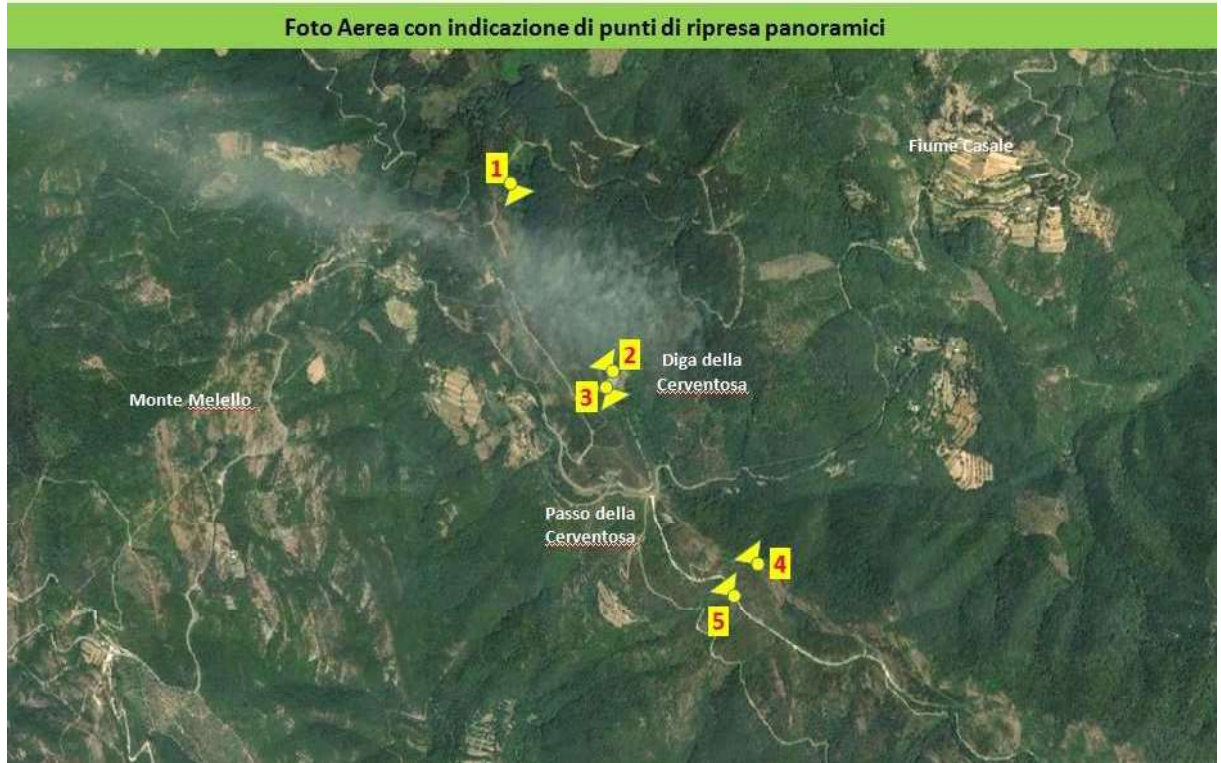 Foto Aerea con indicazione di punti di ripresa panoramici
Fiume Casale
1
2
Diga della
Cerventosa
3
Monte Melello
Passo della
Cerventosa
4
5